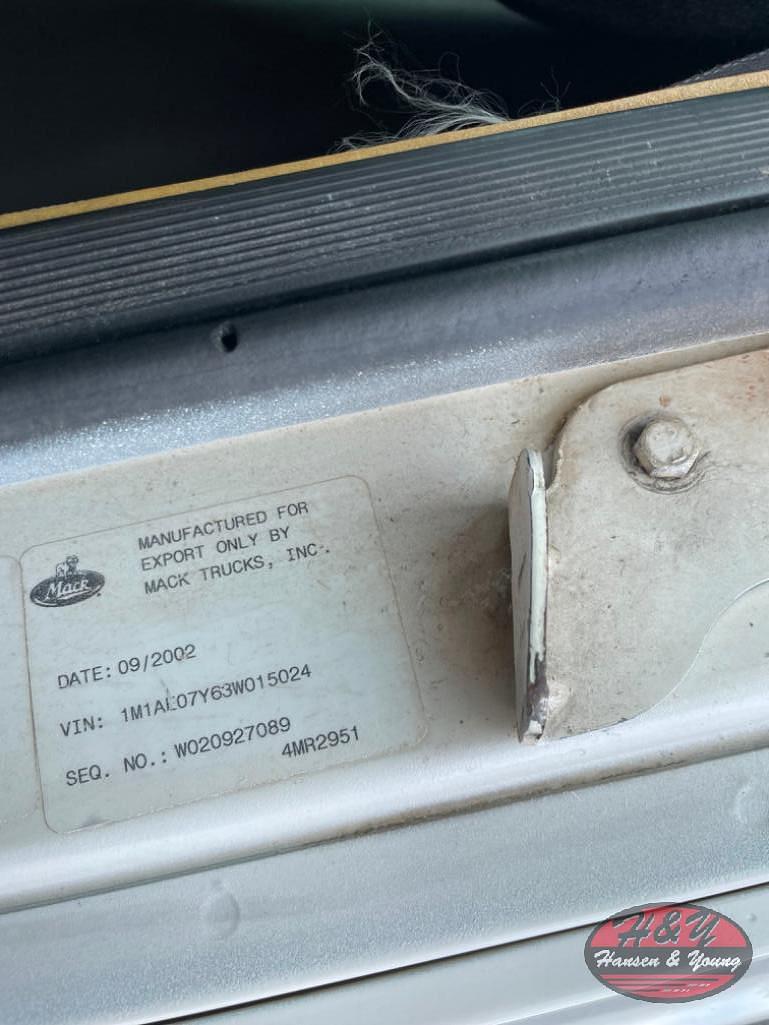 Mack
MANUFACTURED FOR
EXPORT ONLY BY
MACK TRUCKS, INC.
DATE: 09/2002
VIN: 1M1AE07Y63W015024
SEQ. NO.: W020927089
4MR2951
H&Y
Hansen & Young